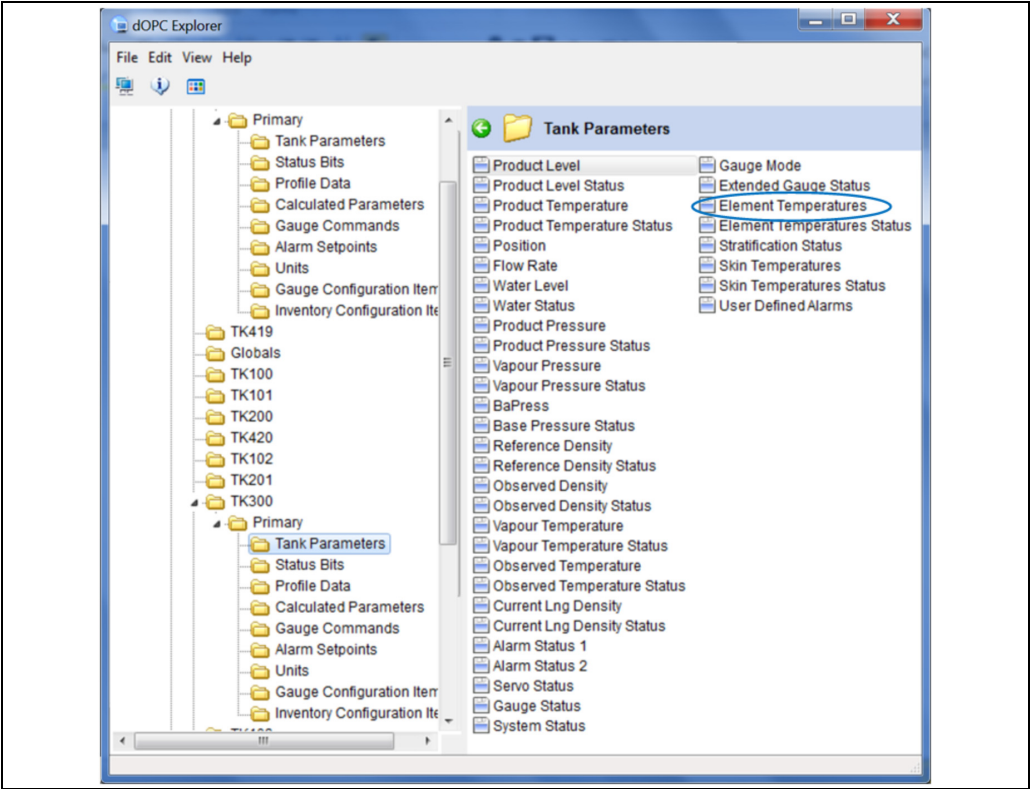 dOPC Explorer
File Edit View Help
Primary
Tank Parameters
Status Bits
Profile Data
Calculated Parameters
Gauge Commands
Alarm Setpoints
Units
Gauge Configuration Item
Inventory Configuration Ite
TK419
Globals
TK100
TK101
TK200
TK420
TK102
TK201
TK300
Primary
Tank Parameters
Status Bits
Profile Data
Calculated Parameters
Gauge Commands
Alarm Setpoints
Units
Gauge Configuration Item
Inventory Configuration Ite
Tank Parameters
Product Level
Product Level Status
Product Temperature
Product Temperature Status
Position
Flow Rate
Water Level
Water Status
Product Pressure
Product Pressure Status
Vapour Pressure
Vapour Pressure Status
BaPress
Base Pressure Status
Reference Density
Reference Density Status
Observed Density
Observed Density Status
Vapour Temperature
Vapour Temperature Status
Observed Temperature
Observed Temperature Status
Current Lng Density
Current Lng Density Status
Alarm Status 1
Alarm Status 2
Servo Status
Gauge Status
System Status
Gauge Mode
Extended Gauge Status
Element Temperatures
Element Temperatures Status
Stratification Status
Skin Temperatures
Skin Temperatures Status
User Defined Alarms